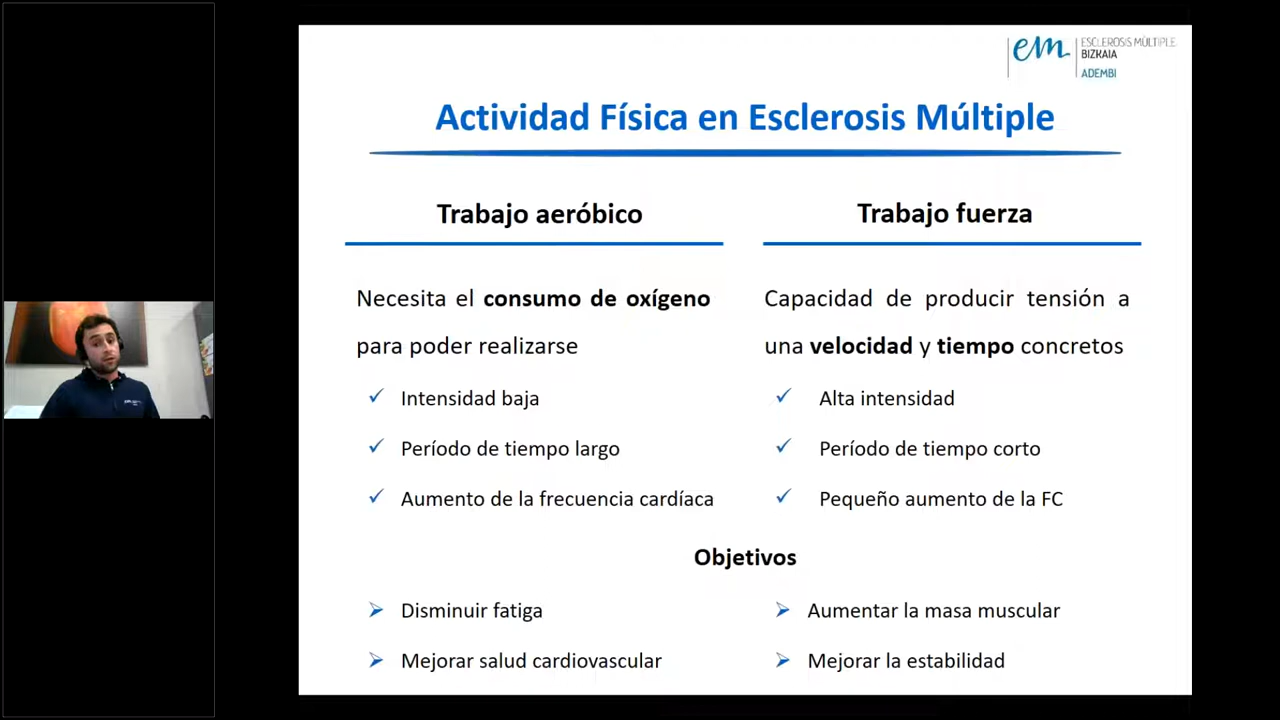 em
ESCLEROSIS MÚLTIPLE
BIZKAIA
ADEMBI
Actividad Física en Esclerosis Múltiple
Trabajo aeróbico
Necesita el consumo de oxígeno
para poder realizarse
Intensidad baja
Período de tiempo largo
Aumento de la frecuencia cardíaca
Trabajo fuerza
Capacidad de producir tensión a
una velocidad y tiempo concretos
Alta intensidad
Período de tiempo corto
Pequeño aumento de la FC
Objetivos
Disminuir fatiga
Mejorar salud cardiovascular
Aumentar la masa muscular
Mejorar la estabilidad